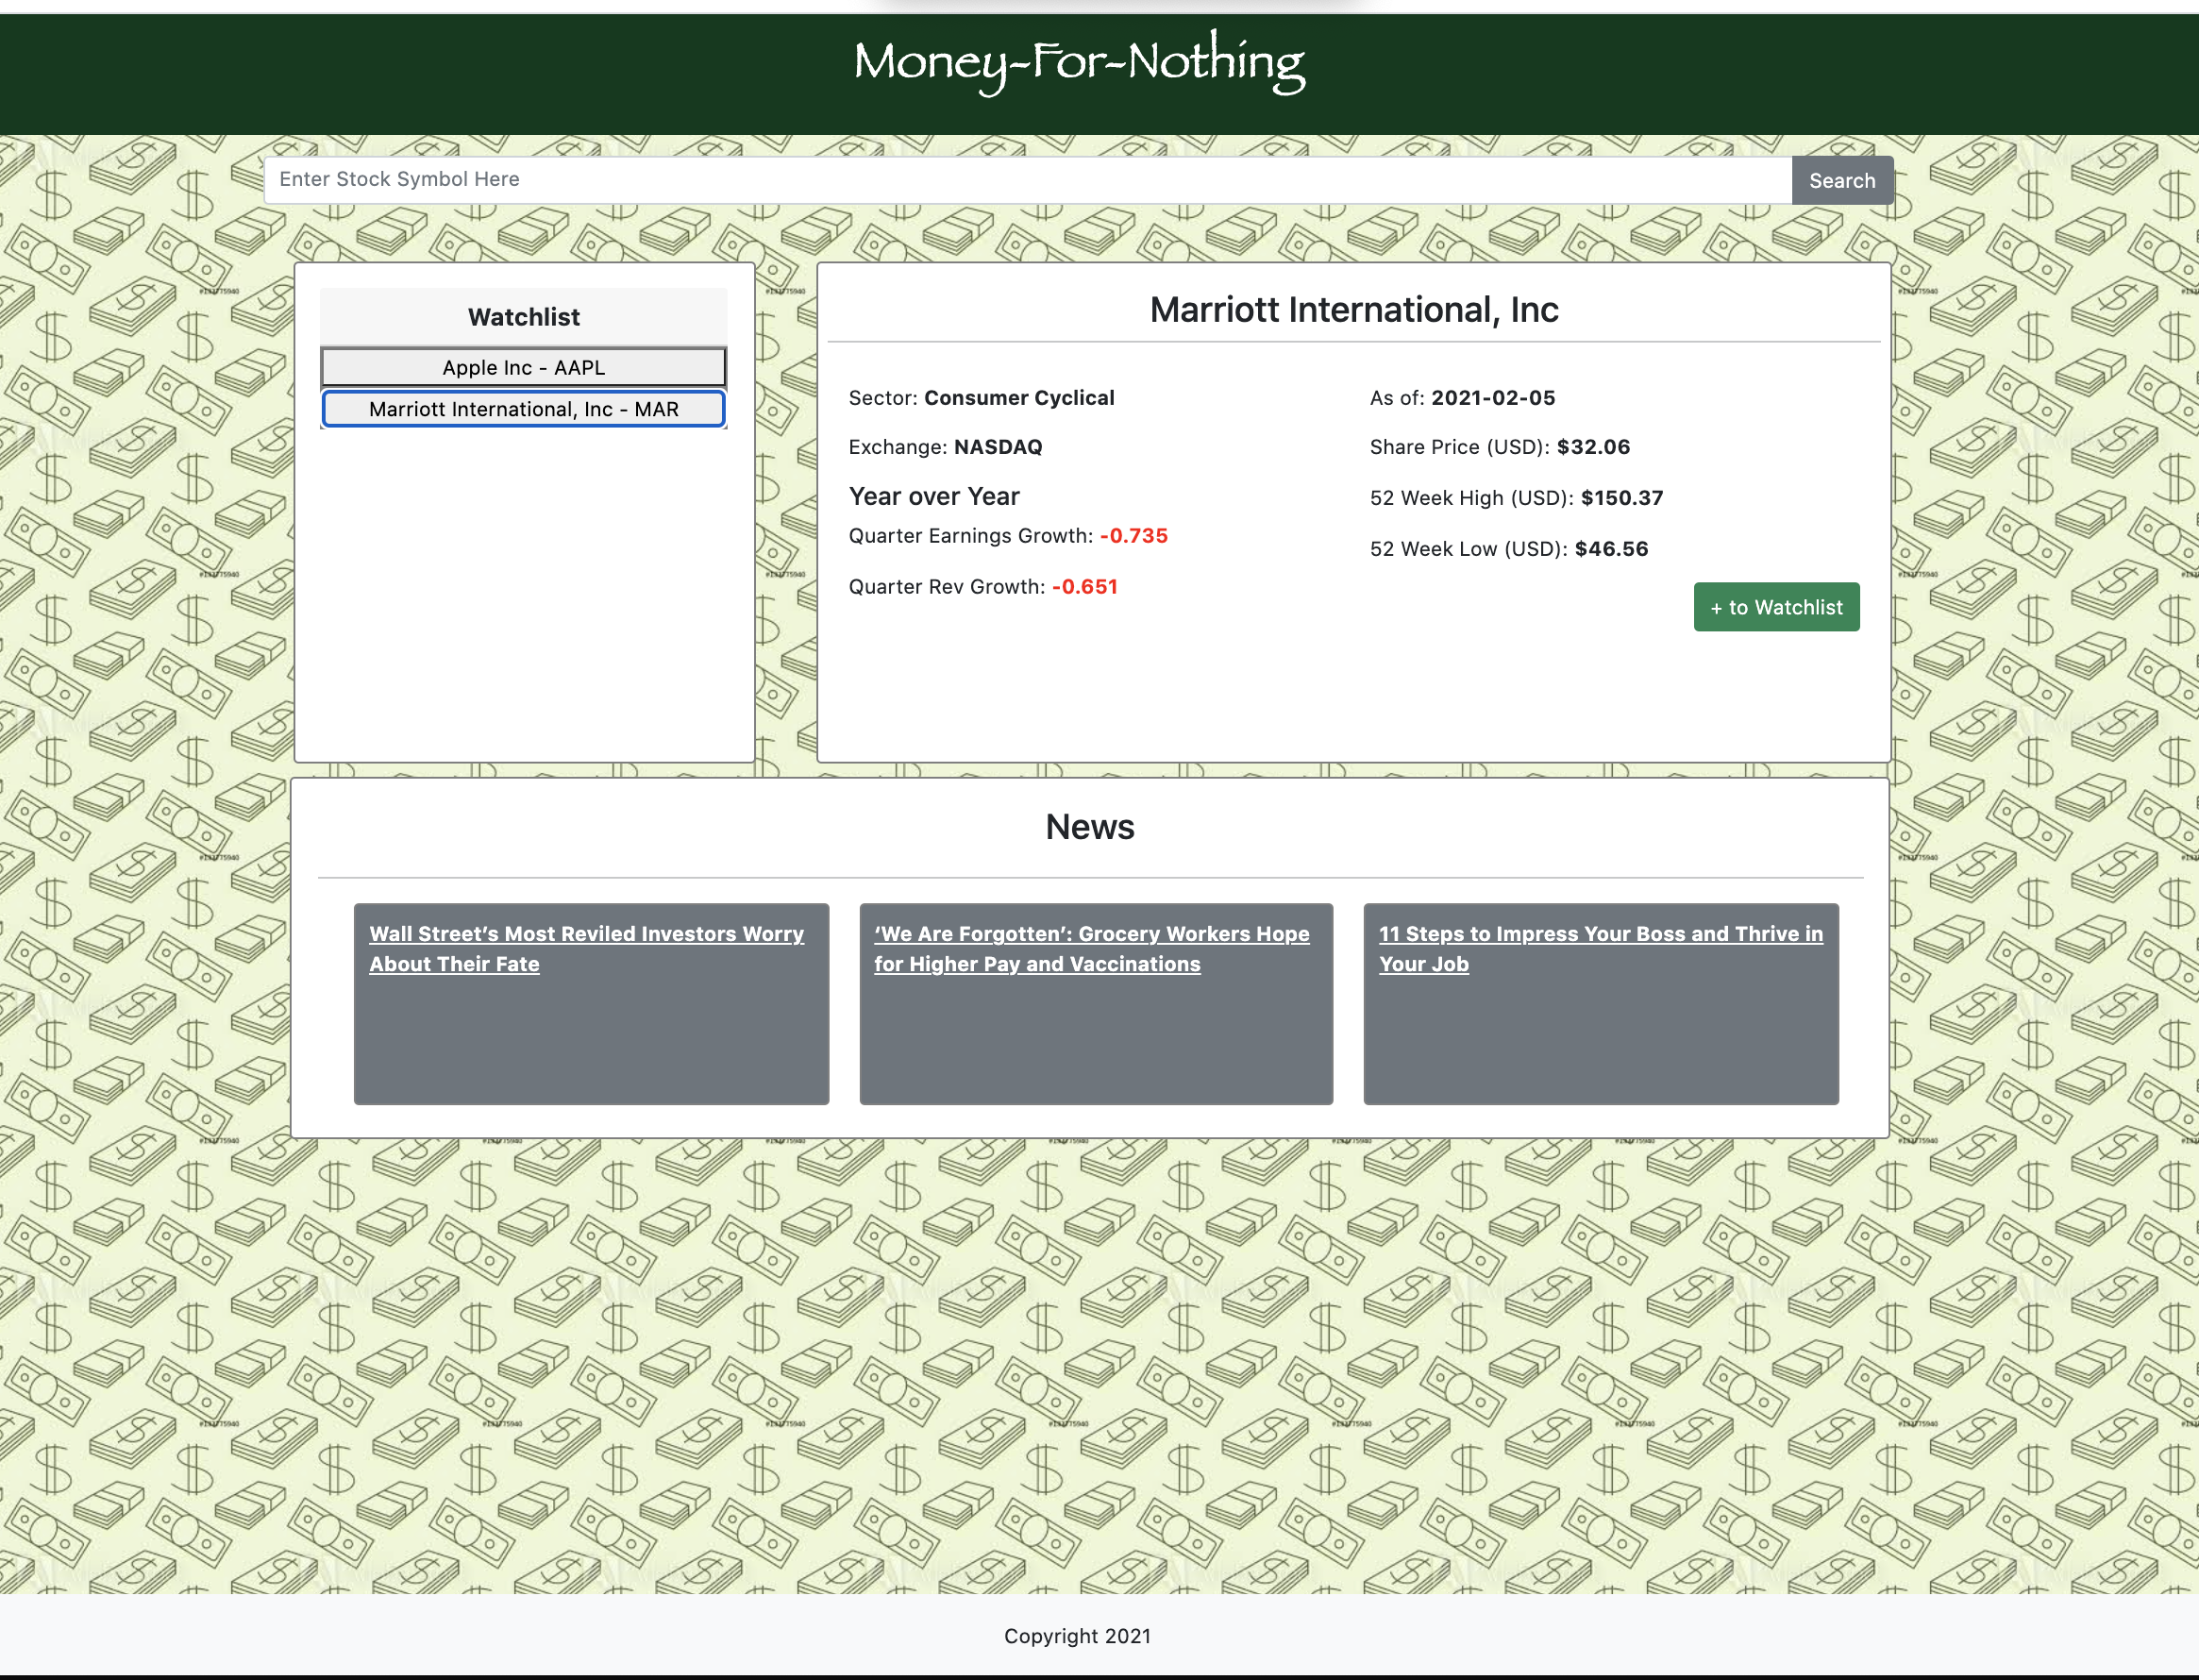 Money-For-Nothing
Enter Stock Symbol Here
Search
Watchlist
Apple Inc - AAPL
Marriott International, Inc - MAR
Marriott International, Inc
Sector: Consumer Cyclical
Exchange: NASDAQ
Year over Year
Quarter Earnings Growth: -0.735
Quarter Rev Growth: -0.651
As of: 2021-02-05
Share Price (USD): $32.06
52 Week High (USD): $150.37
52 Week Low (USD): $46.56
+ to Watchlist
News
Wall Street’s Most Reviled Investors Worry
About Their Fate
‘We Are Forgotten’: Grocery Workers Hope
for Higher Pay and Vaccinations
11 Steps to Impress Your Boss and Thrive in
Your Job
Copyright 2021